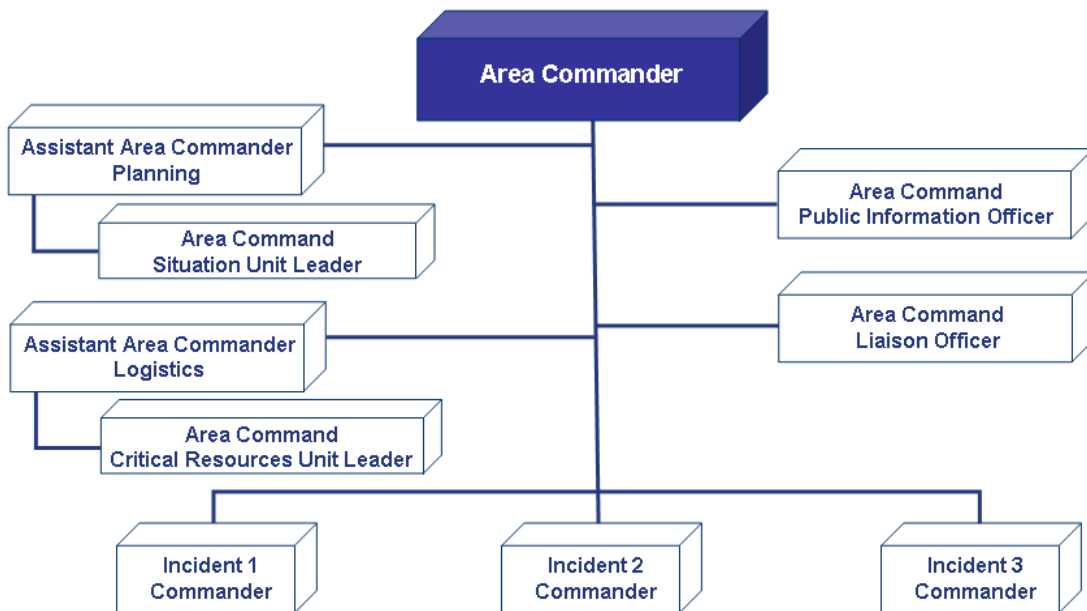 Area Commander
Assistant Area Commander
Planning
Area Command
Public Information Officer
Area Command
Situation Unit Leader
Area Command
Liaison Officer
Assistant Area Commander
Logistics
Area Command
Critical Resources Unit Leader
Incident 1
Commander
Incident 2
Commander
Incident 3
Commander